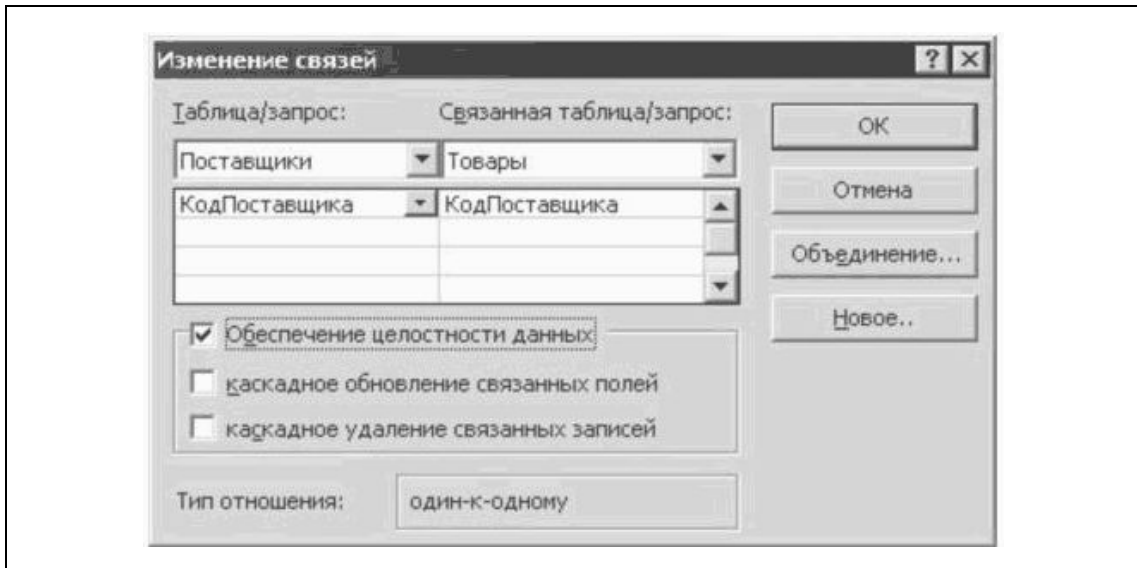 Изменение связей
Таблица/запрос: Связанная таблица/запрос:
Поставщики Товары
КодПоставщика КодПоставщика
Обеспечение целостности данных
каскадное обновление связанных полей
каскадное удаление связанных записей
Тип отношения: один-к-одному
ОК
Отмена
Объединение...
Новое..